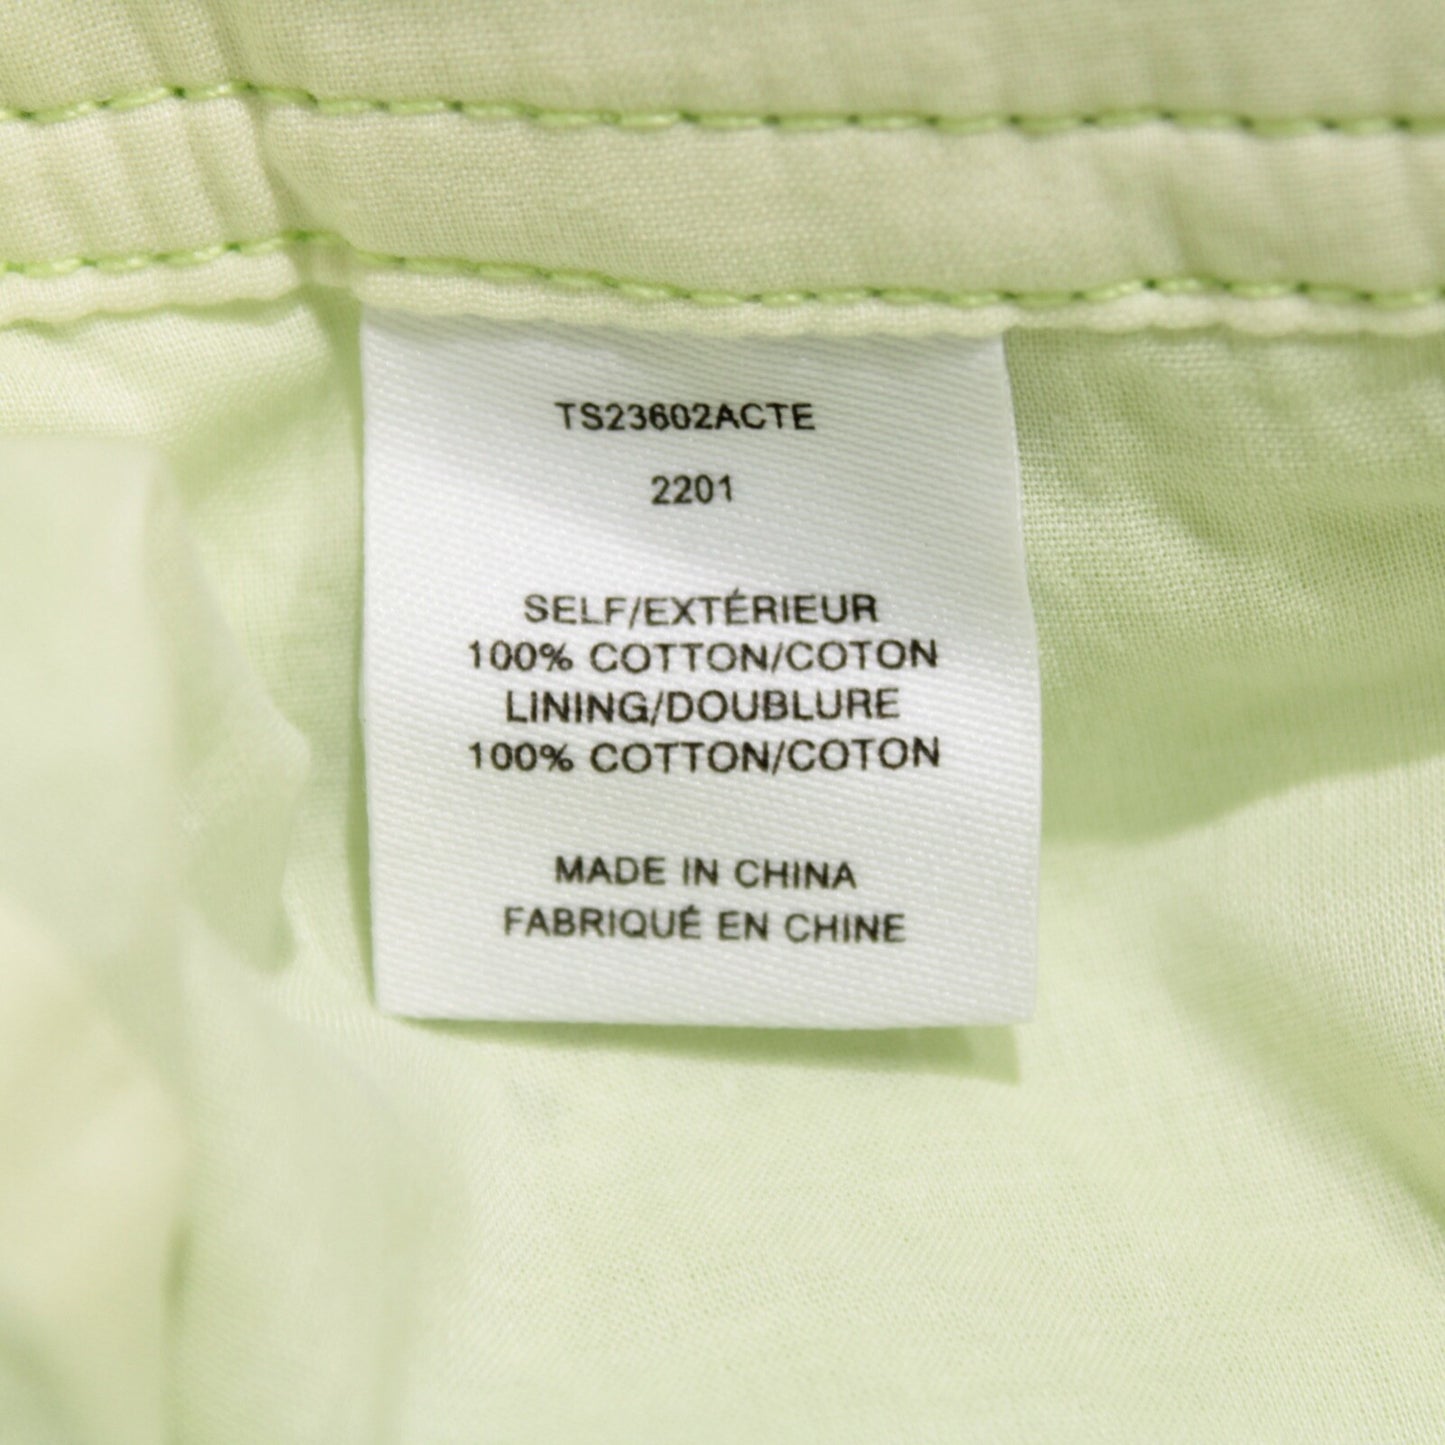 TS23602ACTE
2201
SELF/EXTÉRIEUR
100% COTTON/COTON
LINING/DOUBLURE
100% COTTON/COTON
MADE IN CHINA
FABRIQUÉ EN CHINE